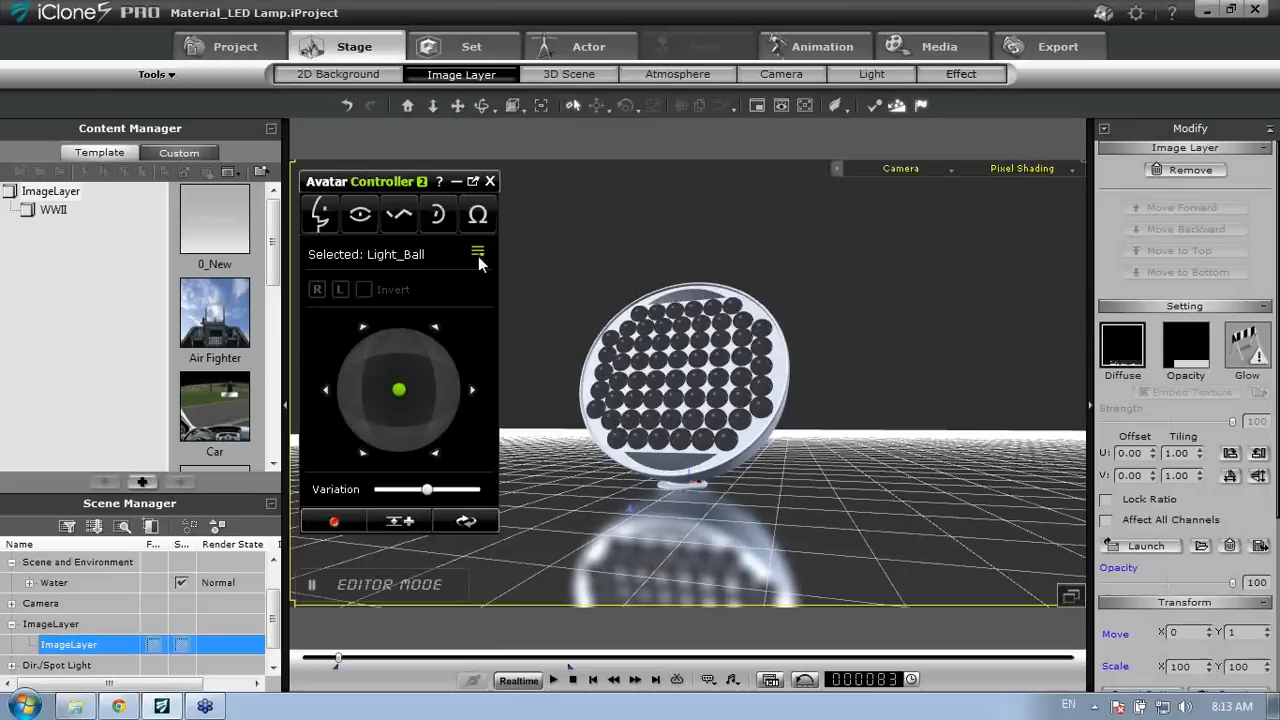 iClone5 PRO Material_LED Lamp.iProject
Project Stage Set Actor Animation Media Export
Tools 2D Background Image Layer 3D Scene Atmosphere Camera Light Effect
Content Manager
Template Custom
ImageLayer
WWII
0_New
Air Fighter
Car
Scene Manager
Name F... S... Render State
Scene and Environment
Water Normal
Camera
ImageLayer
ImageLayer
Dir./Spot Light
Camera Pixel Shading
Avatar Controller 2 ?
Selected: Light_Ball
R L Invert
Variation
EDITOR MODE
Realtime 000083
Modify
Image Layer
Remove
Move Forward
Move Backward
Move to Top
Move to Bottom
Setting
Diffuse Opacity Glow
Embed Texture
Strength
100
Offset Tiling
U: 0.00 1.00
V: 0.00 1.00
Lock Ratio
Affect All Channels
Launch
Opacity
100
Transform
Move X 0 Y 1
Scale X 100 Y 100
EN 8:13 AM